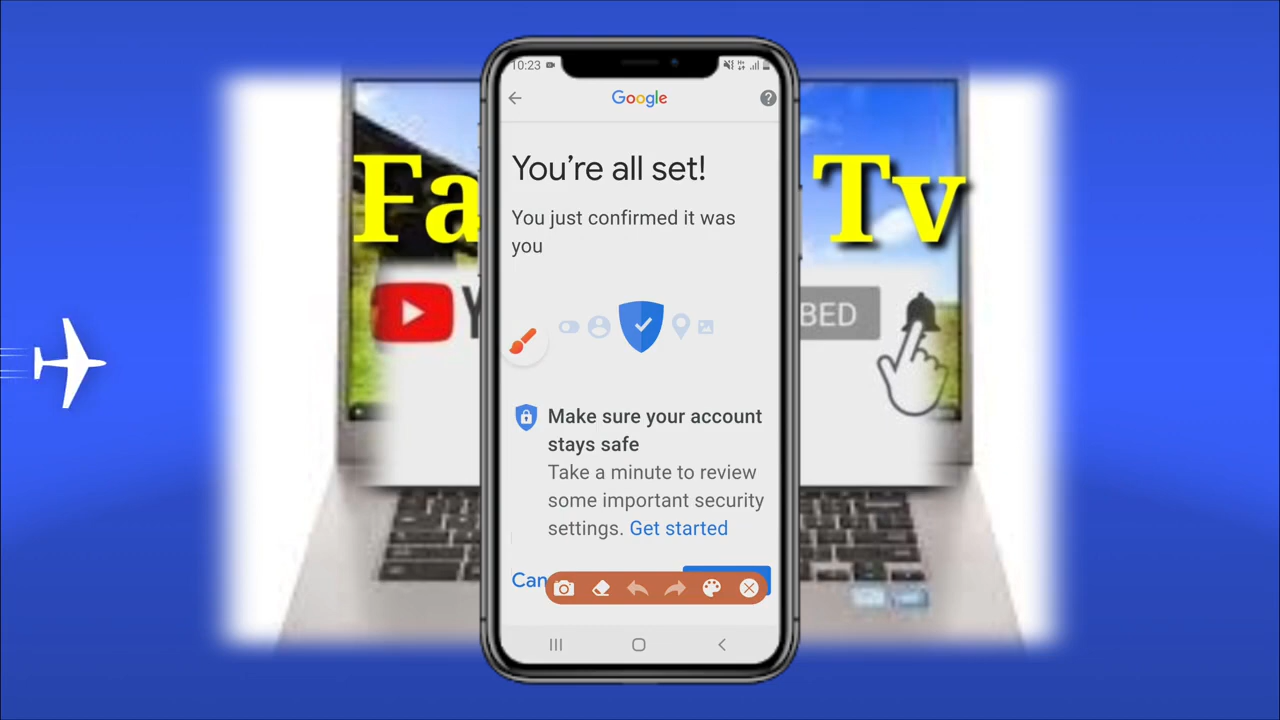 10:23
Google
You're all set!
You just confirmed it was
you
Fa Tv
BED
Make sure your account
stays safe
Take a minute to review
some important security
settings. Get started
Can